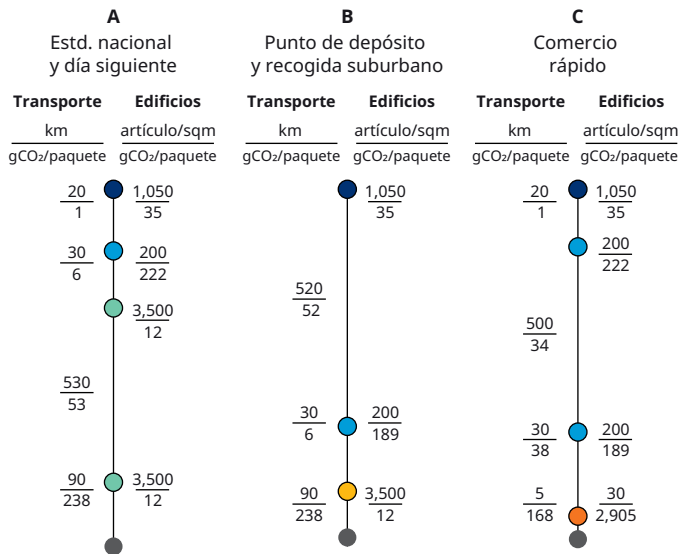 A
Estd. nacional
y día siguiente
Transporte Edificios
km artículo/sqm
gCO₂/paquete gCO₂/paquete
20 1,050
1 35
30 200
6 222
3,500
12
530
53
90 3,500
238 12
B
Punto de depósito
y recogida suburbano
Transporte Edificios
km artículo/sqm
gCO₂/paquete gCO₂/paquete
1,050
35
520
52
30 200
6 189
90 3,500
238 12
C
Comercio
rápido
Transporte Edificios
km artículo/sqm
gCO₂/paquete gCO₂/paquete
20 1,050
1 35
200
222
500
34
30 200
38 189
5 30
168 2,905